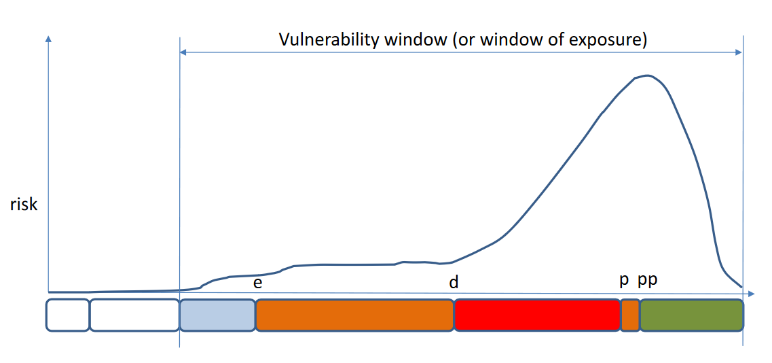 Vulnerability window (or window of exposure)
risk
e
d
p pp